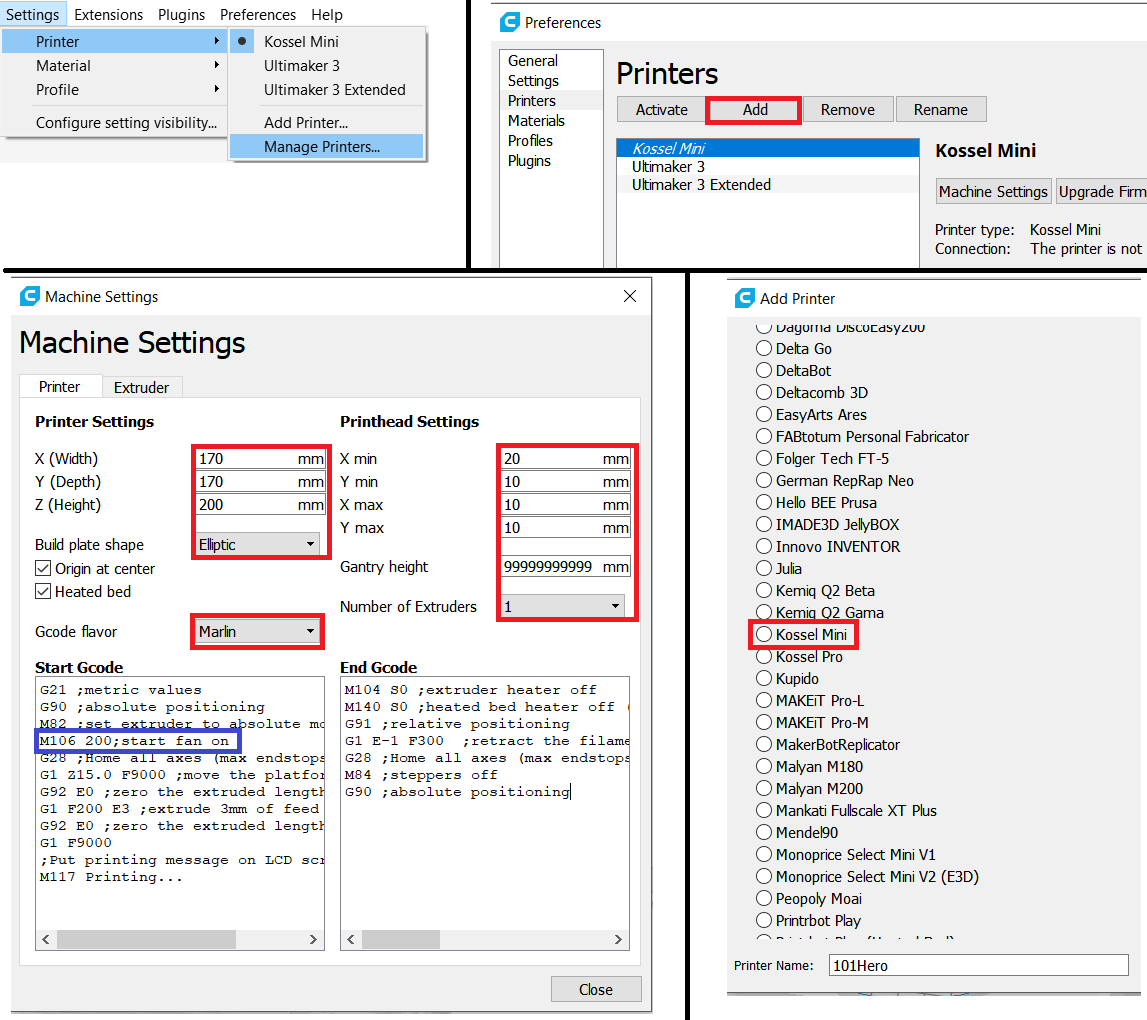 Settings Extensions Plugins Preferences Help
Printer
Material
Profile
Configure setting visibility...
Kossel Mini
Ultimaker 3
Ultimaker 3 Extended
Add Printer...
Manage Printers...
Preferences
General
Settings
Printers
Materials
Profiles
Plugins
Printers
Activate Add Remove Rename
Kossel Mini
Ultimaker 3
Ultimaker 3 Extended
Kossel Mini
Machine Settings Upgrade Firm
Printer type: Kossel Mini
Connection: The printer is not
Machine Settings
Machine Settings
Printer Extruder
Printer Settings
X (Width) 170 mm
Y (Depth) 170 mm
Z (Height) 200 mm
Build plate shape Elliptic
Origin at center
Heated bed
Gcode flavor Marlin
Printhead Settings
X min 20 mm
Y min 10 mm
X max 10 mm
Y max 10 mm
Gantry height 99999999999 mm
Number of Extruders 1
Start Gcode
G21 ;metric values
G90 ;absolute positioning
M82 ;set extruder to absolute mo
M106 200;start fan on
G28 ;Home all axes (max endstops
G1 Z15.0 F9000 ;move the platfor
G92 E0 ;zero the extruded length
G1 F200 E3 ;extrude 3mm of feed
G92 E0 ;zero the extruded length
G1 F9000
;Put printing message on LCD scr
M117 Printing...
End Gcode
M104 S0 ;extruder heater off
M140 S0 ;heated bed heater off (
G91 ;relative positioning
G1 E-1 F300  ;retract the filame
G28 ;Home all axes (max endstops
M84 ;steppers off
G90 ;absolute positioning
Close
Add Printer
Dagoma DiscoEasy200
Delta Go
DeltaBot
Deltacomb 3D
EasyArts Ares
FABtotum Personal Fabricator
Folger Tech FT-5
German RepRap Neo
Hello BEE Prusa
IMADE3D JellyBOX
Innovo INVENTOR
Julia
Kemiq Q2 Beta
Kemiq Q2 Gama
Kossel Mini
Kossel Pro
Kupido
MAKEiT Pro-L
MAKEiT Pro-M
MakerBotReplicator
Malyan M180
Malyan M200
Mankati Fullscale XT Plus
Mendel90
Monoprice Select Mini V1
Monoprice Select Mini V2 (E3D)
Peopoly Moai
Printrbot Play
Printer Name: 101Hero